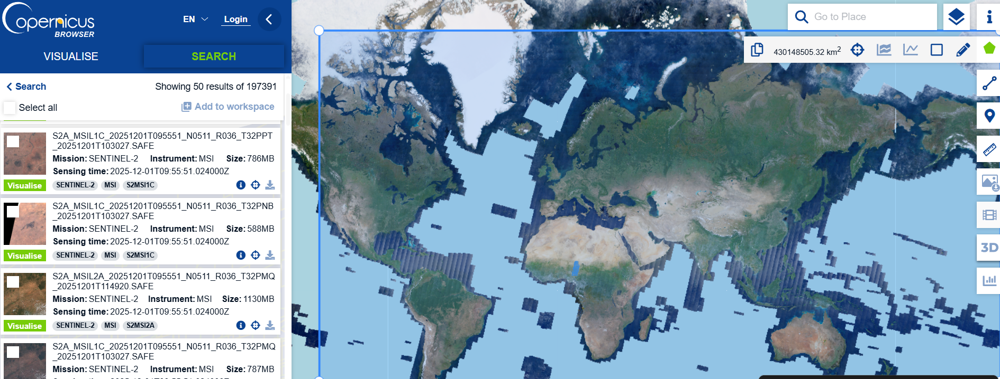 Copernicus
BROWSER
EN
Login
VISUALISE
SEARCH
Search
Showing 50 results of 197391
Select all
Add to workspace
S2A_MSIL1C_20251201T095551_N0511_R036_T32PPT
_20251201T103027.SAFE
Mission: SENTINEL-2 Instrument: MSI Size: 786MB
Sensing time: 2025-12-01T09:55:51.024000Z
Visualise
SENTINEL-2 MSI S2MSI1C
S2A_MSIL1C_20251201T095551_N0511_R036_T32PNB
_20251201T103027.SAFE
Mission: SENTINEL-2 Instrument: MSI Size: 588MB
Sensing time: 2025-12-01T09:55:51.024000Z
Visualise
SENTINEL-2 MSI S2MSI1C
S2A_MSIL2A_20251201T095551_N0511_R036_T32PMQ
_20251201T114920.SAFE
Mission: SENTINEL-2 Instrument: MSI Size: 1130MB
Sensing time: 2025-12-01T09:55:51.024000Z
Visualise
SENTINEL-2 MSI S2MSI2A
S2A_MSIL1C_20251201T095551_N0511_R036_T32PMQ
_20251201T103027.SAFE
Mission: SENTINEL-2 Instrument: MSI Size: 787MB
Go to Place
430148505.32 km²
3D